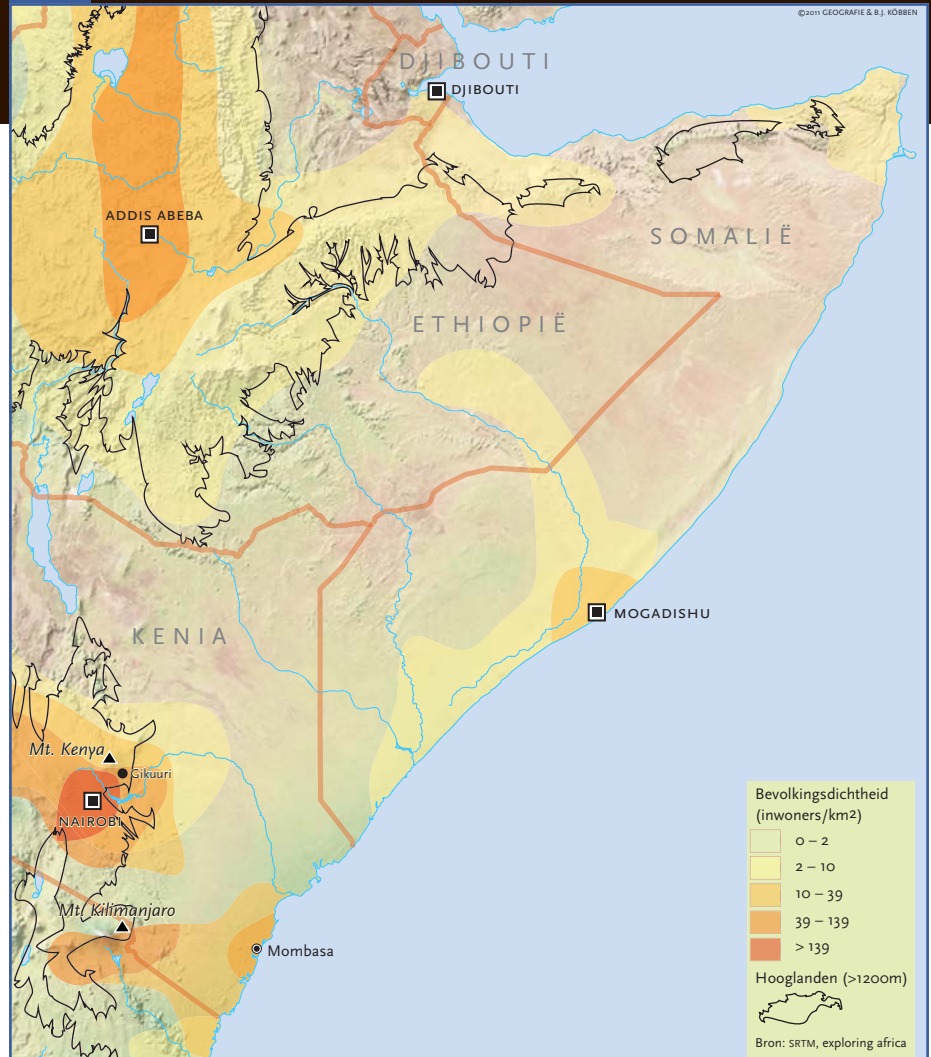 ©2011 GEOGRAFIE & B.J. KÖBBEN
DJIBOUTI
DJIBOUTI
ADDIS ABEBA
SOMALIË
ETHIOPIË
MOGADISHU
KENIA
Mt. Kenya
Gikuuri
NAIROBI
Mt. Kilimanjaro
Mombasa
Bevolkingsdichtheid
(inwoners/km2)
0 – 2
2 – 10
10 – 39
39 – 139
> 139
Hooglanden (>1200m)
Bron: SRTM, exploring africa